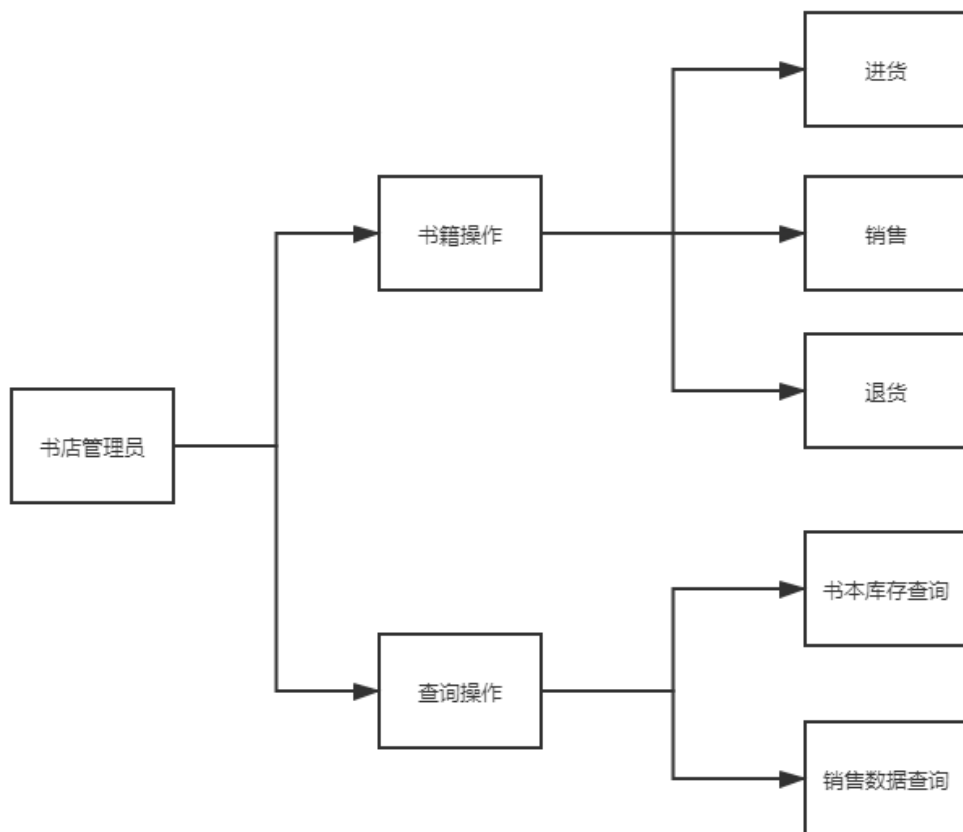 进货
书籍操作
销售
退货
书店管理员
书本库存查询
查询操作
销售数据查询